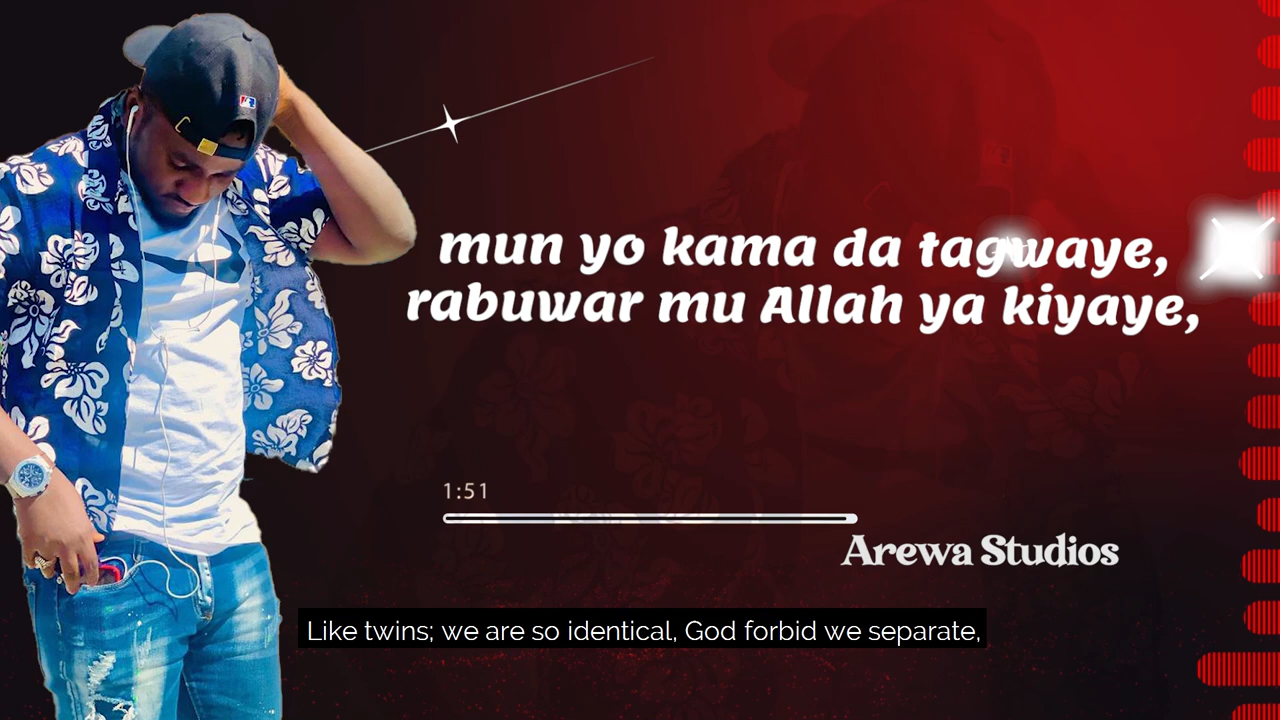 mun yo kama da tagwaye,
rabuwar mu Allah ya kiyaye,
1:51
Arewa Studios
Like twins; we are so identical, God forbid we separate,